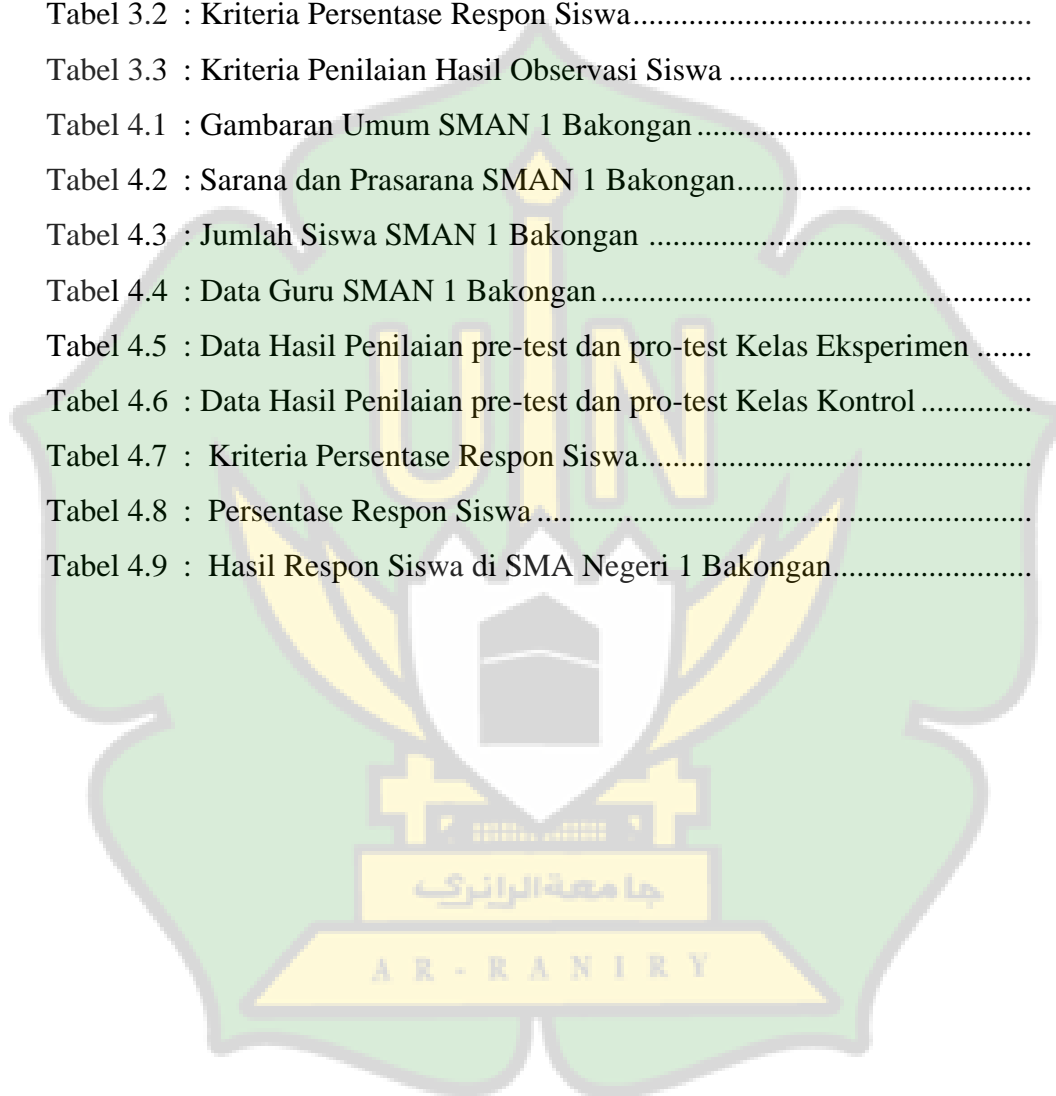 Tabel 3.2 : Kriteria Persentase Respon Siswa............................................
Tabel 3.3 : Kriteria Penilaian Hasil Observasi Siswa .................................
Tabel 4.1 : Gambaran Umum SMAN 1 Bakongan.....................................
Tabel 4.2 : Sarana dan Prasarana SMAN 1 Bakongan................................
Tabel 4.3 : Jumlah Siswa SMAN 1 Bakongan ..........................................
Tabel 4.4 : Data Guru SMAN 1 Bakongan................................................
Tabel 4.5 : Data Hasil Penilaian pre-test dan pro-test Kelas Eksperimen .......
Tabel 4.6 : Data Hasil Penilaian pre-test dan pro-test Kelas Kontrol.............
Tabel 4.7 : Kriteria Persentase Respon Siswa...........................................
Tabel 4.8 : Persentase Respon Siswa.......................................................
Tabel 4.9 : Hasil Respon Siswa di SMA Negeri 1 Bakongan.......................
UIN
جامعةالرانري
AR-RANIRY